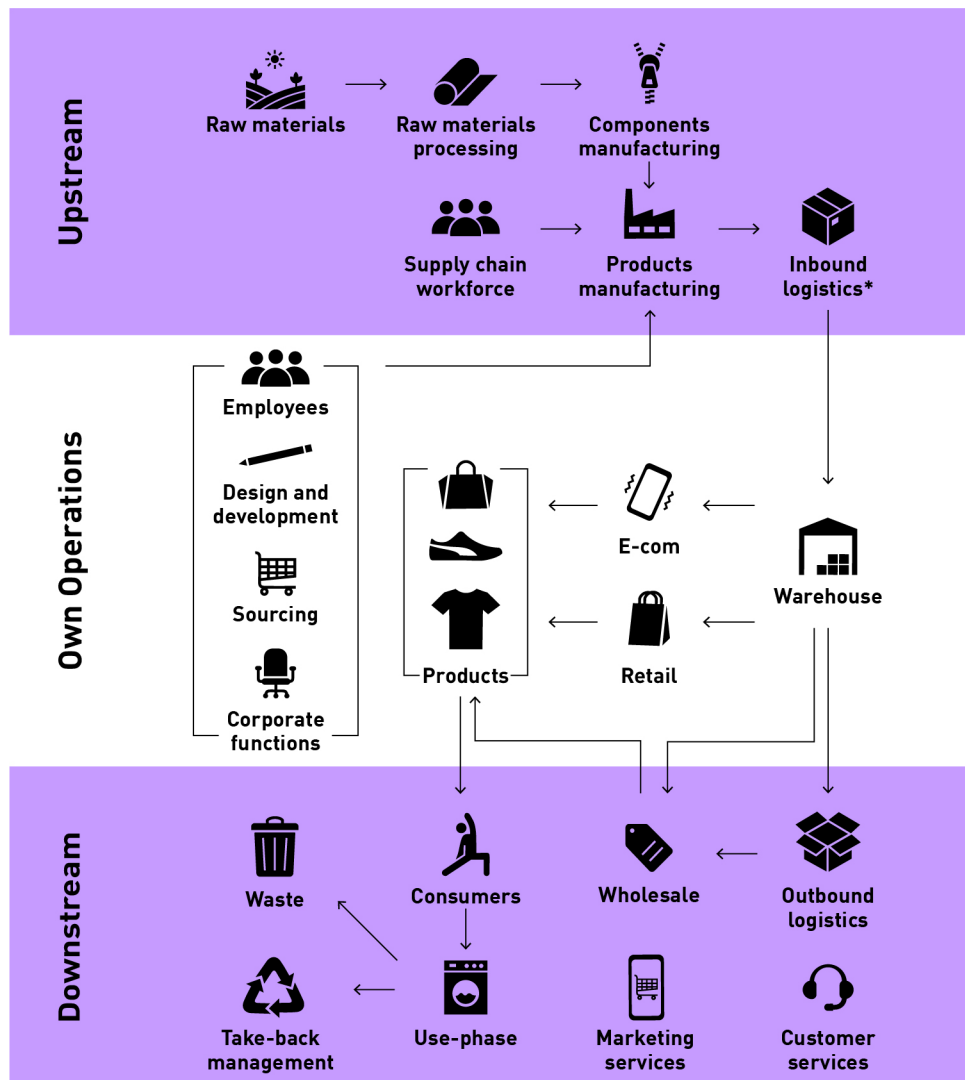 Upstream
Raw materials
Raw materials
processing
Components
manufacturing
Supply chain
workforce
Products
manufacturing
Inbound
logistics*
Own Operations
Employees
Design and
development
Sourcing
Corporate
functions
Products
E-com
Retail
Warehouse
Downstream
Waste
Consumers
Wholesale
Outbound
logistics
Take-back
management
Use-phase
Marketing
services
Customer
services